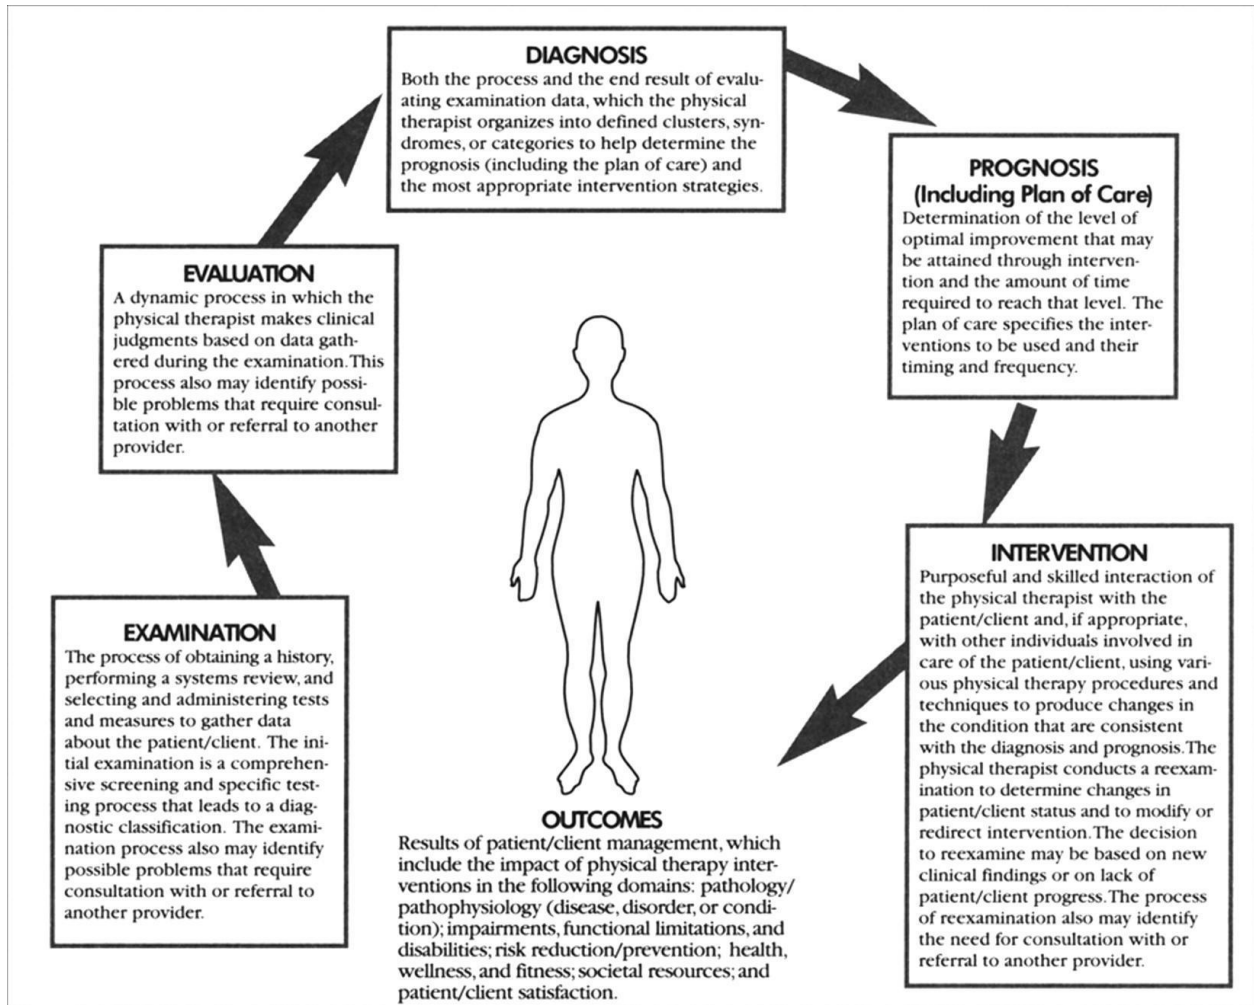 DIAGNOSIS
Both the process and the end result of evalu-
ating examination data, which the physical
therapist organizes into defined clusters, syn-
dromes, or categories to help determine the
prognosis (including the plan of care) and
the most appropriate intervention strategies.
PROGNOSIS
(Including Plan of Care)
Determination of the level of
optimal improvement that may
be attained through interven-
tion and the amount of time
required to reach that level. The
plan of care specifies the inter-
ventions to be used and their
timing and frequency.
EVALUATION
A dynamic process in which the
physical therapist makes clinical
judgments based on data gath-
ered during the examination. This
process also may identify possi-
ble problems that require consul-
tation with or referral to another
provider.
INTERVENTION
Purposeful and skilled interaction of
the physical therapist with the
patient/client and, if appropriate,
with other individuals involved in
care of the patient/client, using vari-
ous physical therapy procedures and
techniques to produce changes in
the condition that are consistent
with the diagnosis and prognosis. The
physical therapist conducts a reexam-
ination to determine changes in
patient/client status and to modify or
redirect intervention. The decision
to reexamine may be based on new
clinical findings or on lack of
patient/client progress. The process
of reexamination also may identify
the need for consultation with or
referral to another provider.
EXAMINATION
The process of obtaining a history,
performing a systems review, and
selecting and administering tests
and measures to gather data
about the patient/client. The ini-
tial examination is a comprehen-
sive screening and specific test-
ing process that leads to a diag-
nostic classification. The exami-
nation process also may identify
possible problems that require
consultation with or referral to
another provider.
OUTCOMES
Results of patient/client management, which
include the impact of physical therapy inter-
ventions in the following domains: pathology/
pathophysiology (disease, disorder, or condi-
tion); impairments, functional limitations, and
disabilities; risk reduction/prevention; health,
wellness, and fitness; societal resources; and
patient/client satisfaction.